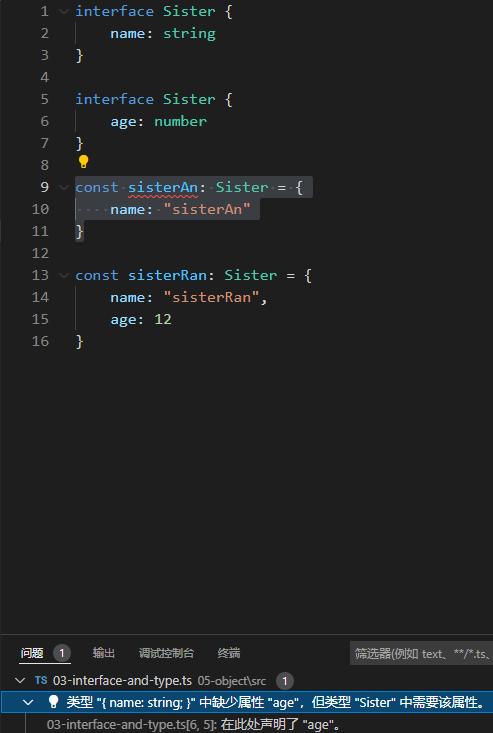 1 interface Sister {
2     name: string
3 }
4
5 interface Sister {
6     age: number
7 }
8
9 const sisterAn: Sister = {
10     name: "sisterAn"
11 }
12
13 const sisterRan: Sister = {
14     name: "sisterRan",
15     age: 12
16 }
问题 1 输出 调试控制台 终端 筛选器(例如 text、**/*.ts、
TS 03-interface-and-type.ts 05-object\src 1
类型 "{ name: string; }" 中缺少属性 "age"，但类型 "Sister" 中需要该属性。
03-interface-and-type.ts[6, 5]: 在此处声明了 "age"。